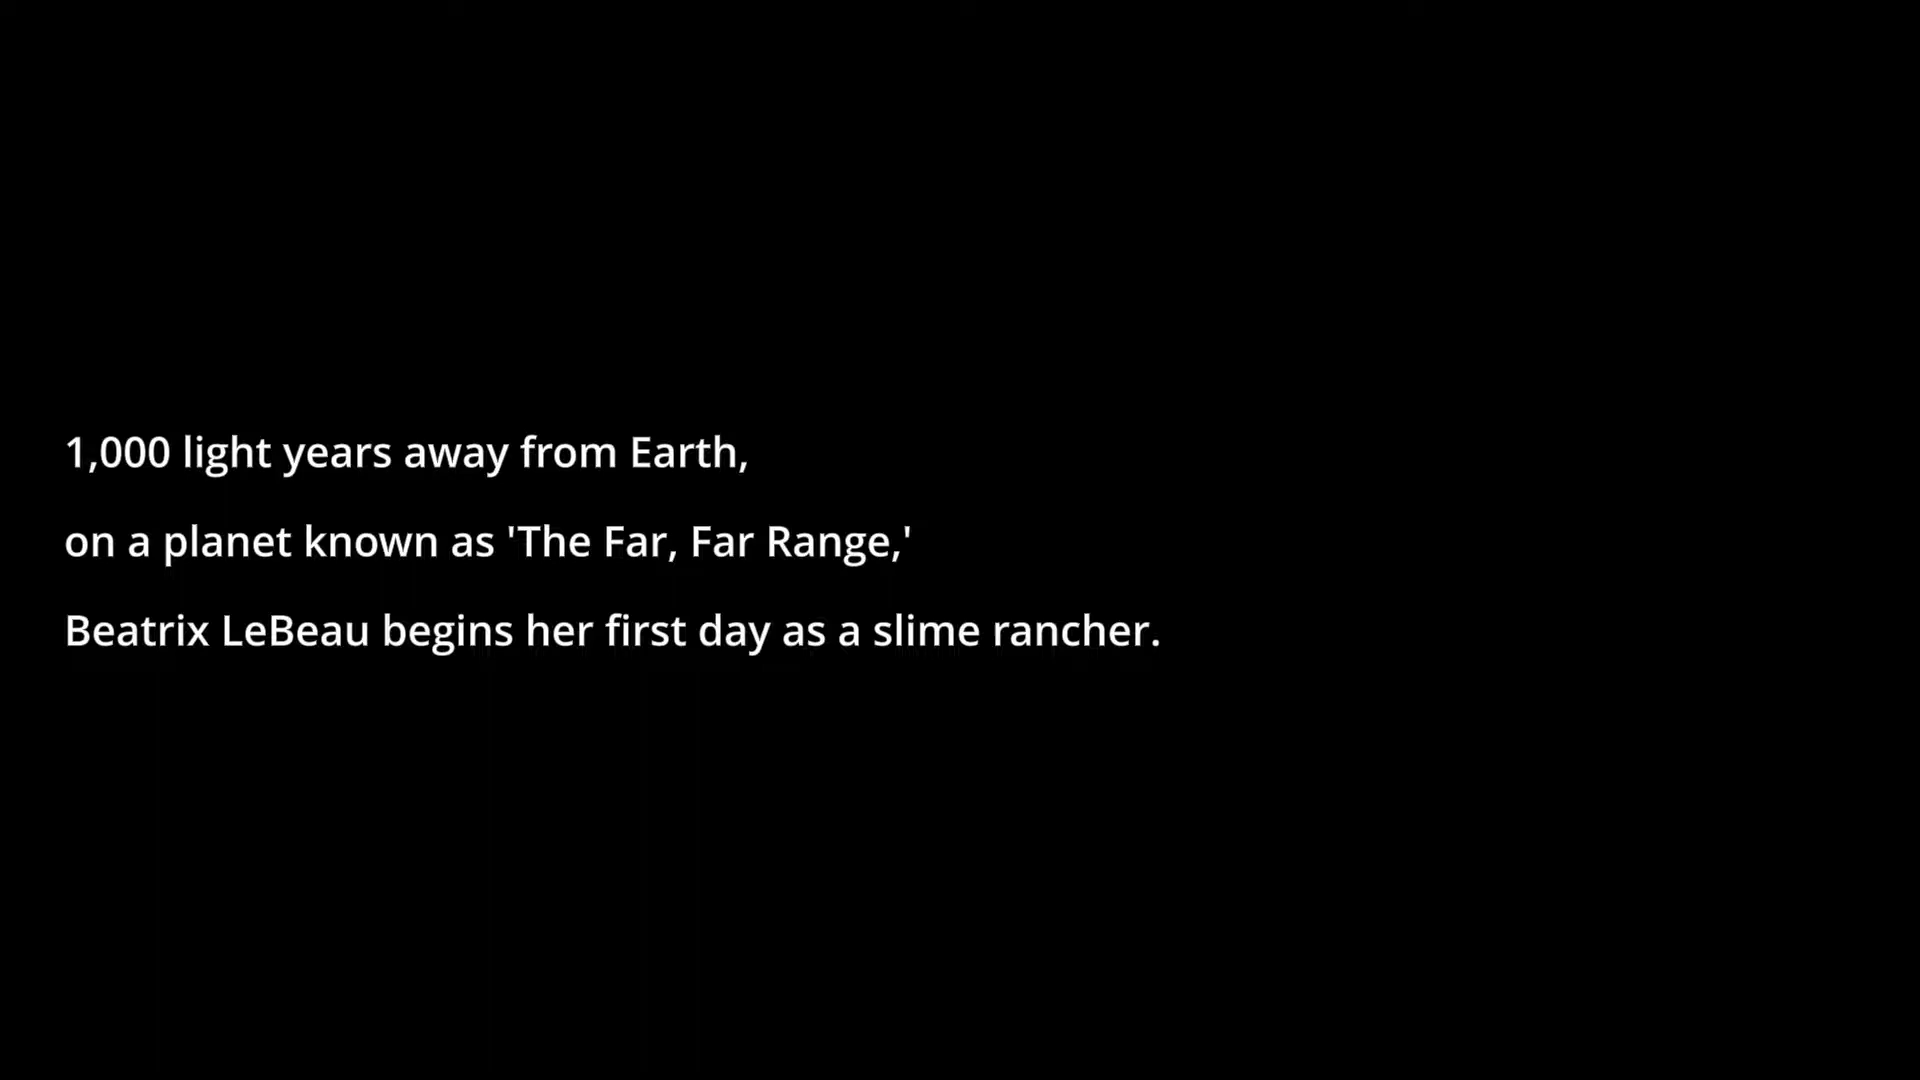 1,000 light years away from Earth,
on a planet known as 'The Far, Far Range,'
Beatrix LeBeau begins her first day as a slime rancher.